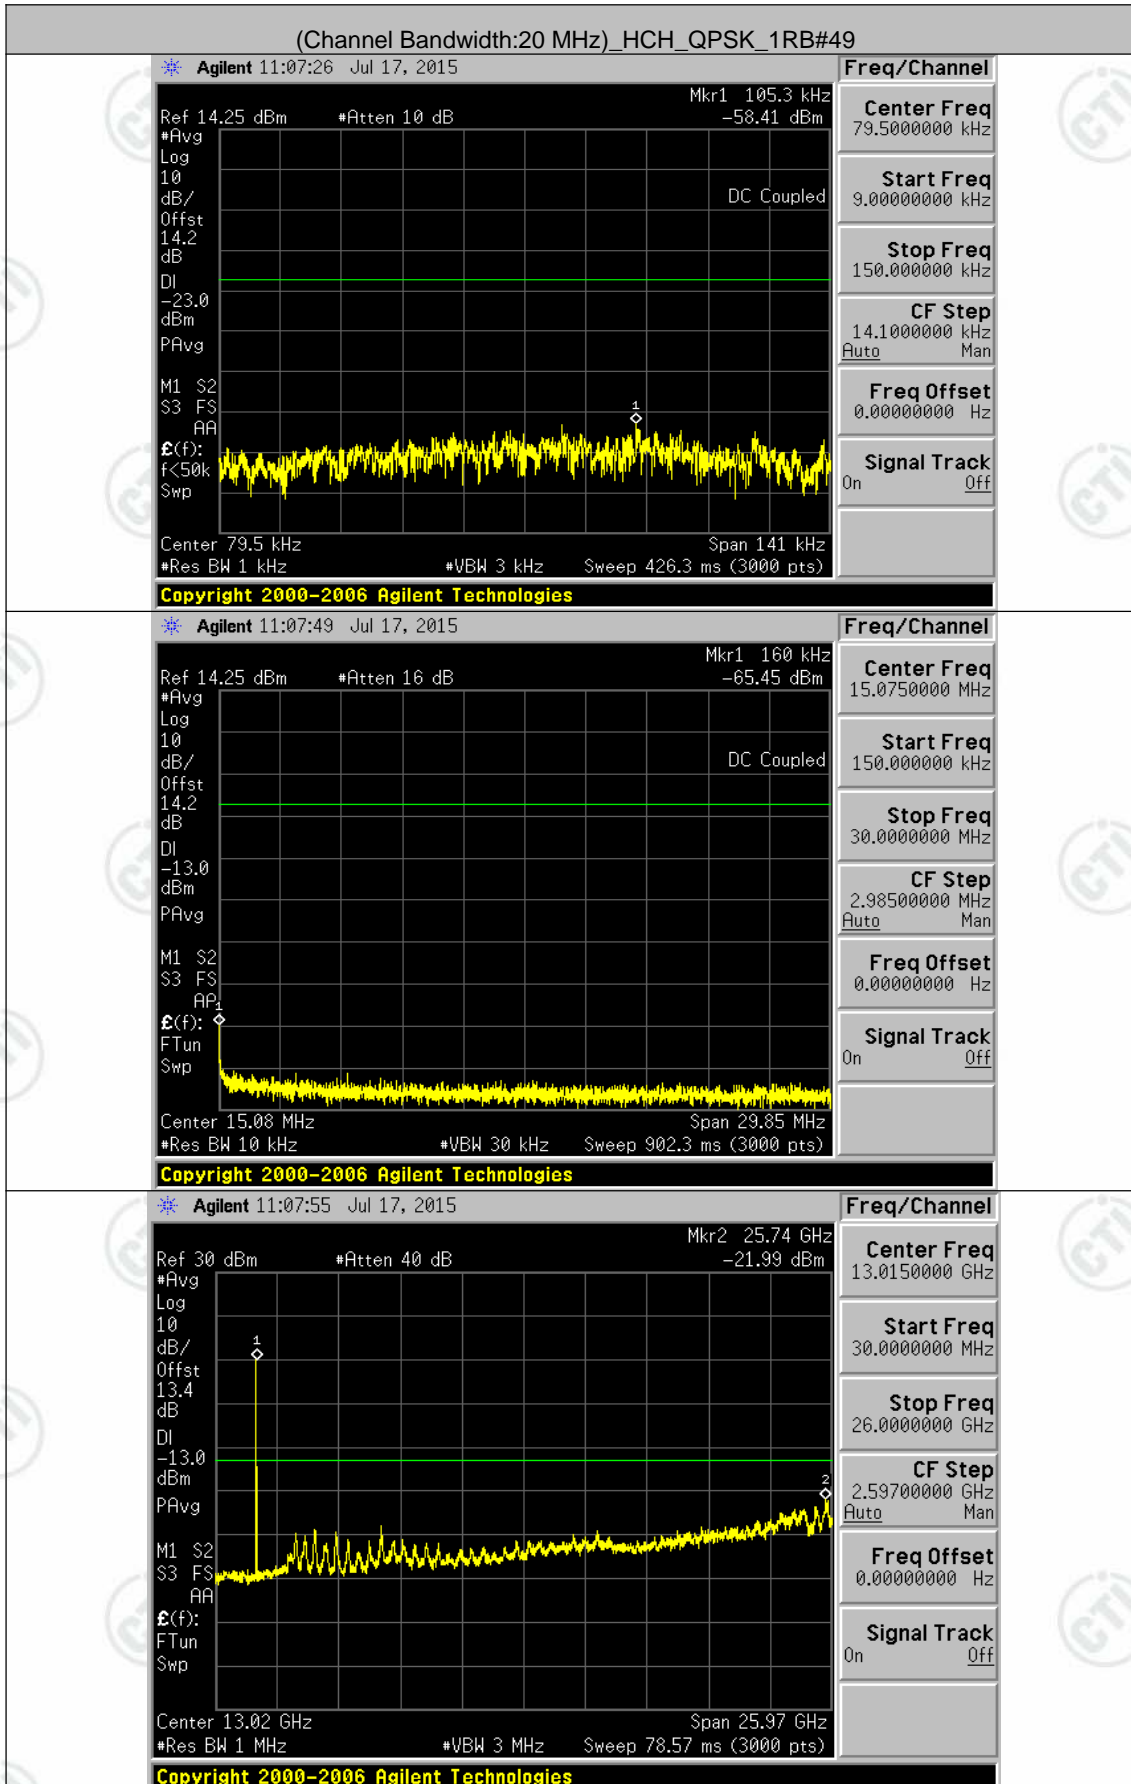 (Channel Bandwidth:20 MHz)_HCH_QPSK_1RB#49
Agilent 11:07:26 Jul 17, 2015
Freq/Channel
Mkr1 105.3 kHz
Ref 14.25 dBm #Atten 10 dB -58.41 dBm
#Avg
Log
10
dB/
Offst
14.2
dB
DI
-23.0
dBm
PAvg
M1 S2
S3 FS
AA
£(f):
f<50k
Swp
DC Coupled
1
Center 79.5 kHz Span 141 kHz
#Res BW 1 kHz #VBW 3 kHz Sweep 426.3 ms (3000 pts)
Copyright 2000-2006 Agilent Technologies
Center Freq
79.5000000 kHz
Start Freq
9.00000000 kHz
Stop Freq
150.000000 kHz
CF Step
14.1000000 kHz
Auto Man
Freq Offset
0.00000000 Hz
Signal Track
On Off
Agilent 11:07:49 Jul 17, 2015
Freq/Channel
Mkr1 160 kHz
Ref 14.25 dBm #Atten 16 dB -65.45 dBm
#Avg
Log
10
dB/
Offst
14.2
dB
DI
-13.0
dBm
PAvg
M1 S2
S3 FS
AA
£(f):
FTun
Swp
DC Coupled
1
Center 15.08 MHz Span 29.85 MHz
#Res BW 10 kHz #VBW 30 kHz Sweep 902.3 ms (3000 pts)
Copyright 2000-2006 Agilent Technologies
Center Freq
15.0750000 MHz
Start Freq
150.000000 kHz
Stop Freq
30.0000000 MHz
CF Step
2.98500000 MHz
Auto Man
Freq Offset
0.00000000 Hz
Signal Track
On Off
Agilent 11:07:55 Jul 17, 2015
Freq/Channel
Mkr2 25.74 GHz
Ref 30 dBm #Atten 40 dB -21.99 dBm
#Avg
Log
10
dB/
Offst
13.4
dB
DI
-13.0
dBm
PAvg
M1 S2
S3 FS
AA
£(f):
FTun
Swp
1
2
Center 13.02 GHz Span 25.97 GHz
#Res BW 1 MHz #VBW 3 MHz Sweep 78.57 ms (3000 pts)
Copyright 2000-2006 Agilent Technologies
Center Freq
13.0150000 GHz
Start Freq
30.0000000 MHz
Stop Freq
26.0000000 GHz
CF Step
2.59700000 GHz
Auto Man
Freq Offset
0.00000000 Hz
Signal Track
On Off